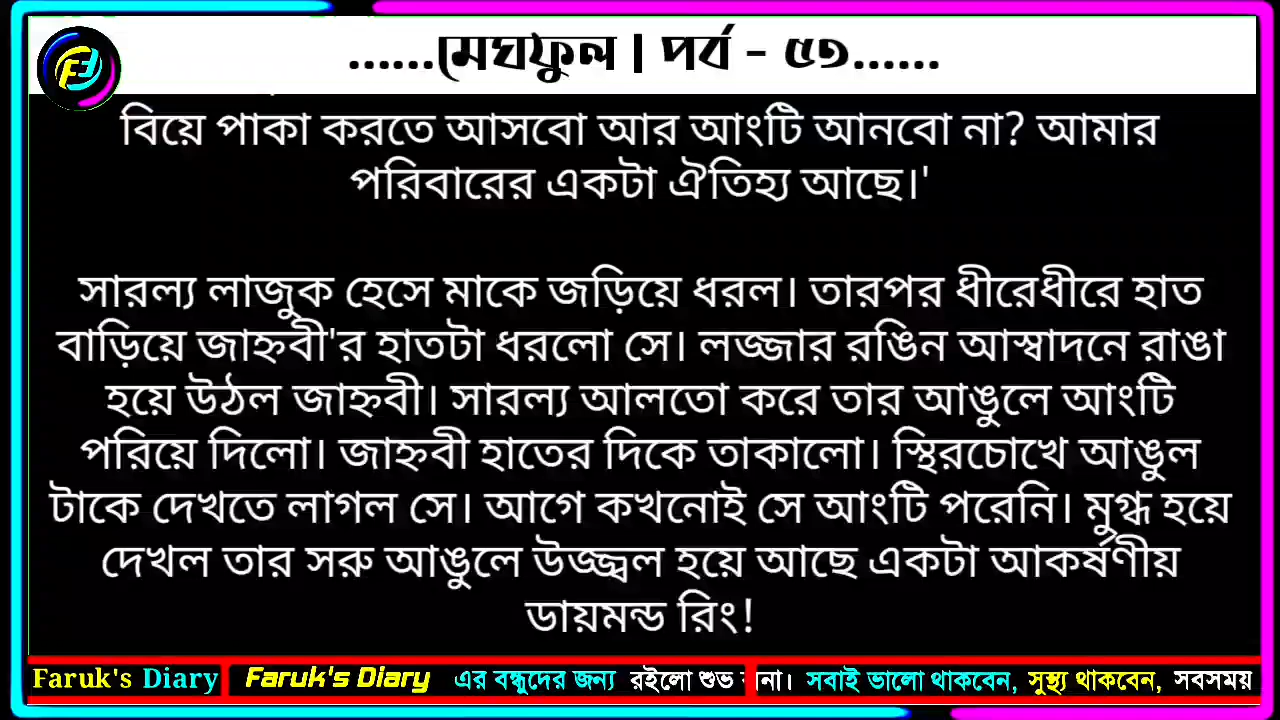 ......মেঘফুল | পর্ব - ৫৩......
বিয়ে পাকা করতে আসবো আর আংটি আনবো না? আমার
পরিবারের একটা ঐতিহ্য আছে।'
সারল্য লাজুক হেসে মাকে জড়িয়ে ধরল। তারপর ধীরেধীরে হাত
বাড়িয়ে জাহ্নবী'র হাতটা ধরলো সে। লজ্জার রঙিন আস্বাদনে রাঙা
হয়ে উঠল জাহ্নবী। সারল্য আলতো করে তার আঙুলে আংটি
পরিয়ে দিলো। জাহ্নবী হাতের দিকে তাকালো। স্থিরচোখে আঙুল
টাকে দেখতে লাগল সে। আগে কখনোই সে আংটি পরেনি। মুগ্ধ হয়ে
দেখল তার সরু আঙুলে উজ্জ্বল হয়ে আছে একটা আকর্ষণীয়
ডায়মন্ড রিং!
Faruk's Diary Faruk's Diary এর বন্ধুদের জন্য রইলো শুভ না। সবাই ভালো থাকবেন, সুস্থ্য থাকবেন, সবসময়